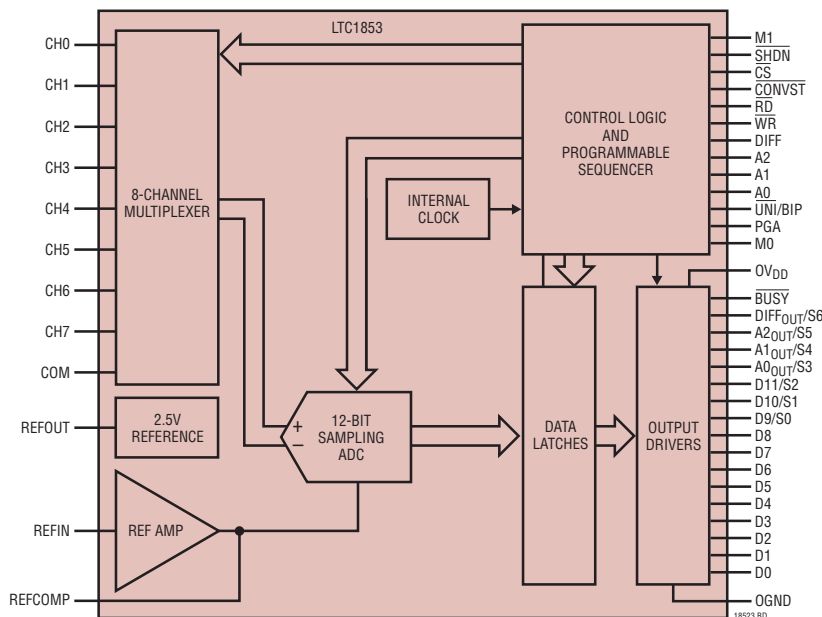 LTC1853
CH0
CH1
CH2
CH3
CH4
CH5
CH6
CH7
COM
REFOUT
REFIN
REFCOMP
8-CHANNEL
MULTIPLEXER
2.5V
REFERENCE
REF AMP
INTERNAL
CLOCK
12-BIT
SAMPLING
ADC
+
–
CONTROL LOGIC
AND
PROGRAMMABLE
SEQUENCER
DATA
LATCHES
OUTPUT
DRIVERS
M1
SHDN
CS
CONVST
RD
WR
DIFF
A2
A1
A0
UNI/BIP
PGA
M0
OVDD
BUSY
DIFFOUT/S6
A2OUT/S5
A1OUT/S4
A0OUT/S3
D11/S2
D10/S1
D9/S0
D8
D7
D6
D5
D4
D3
D2
D1
D0
OGND
18523 BD